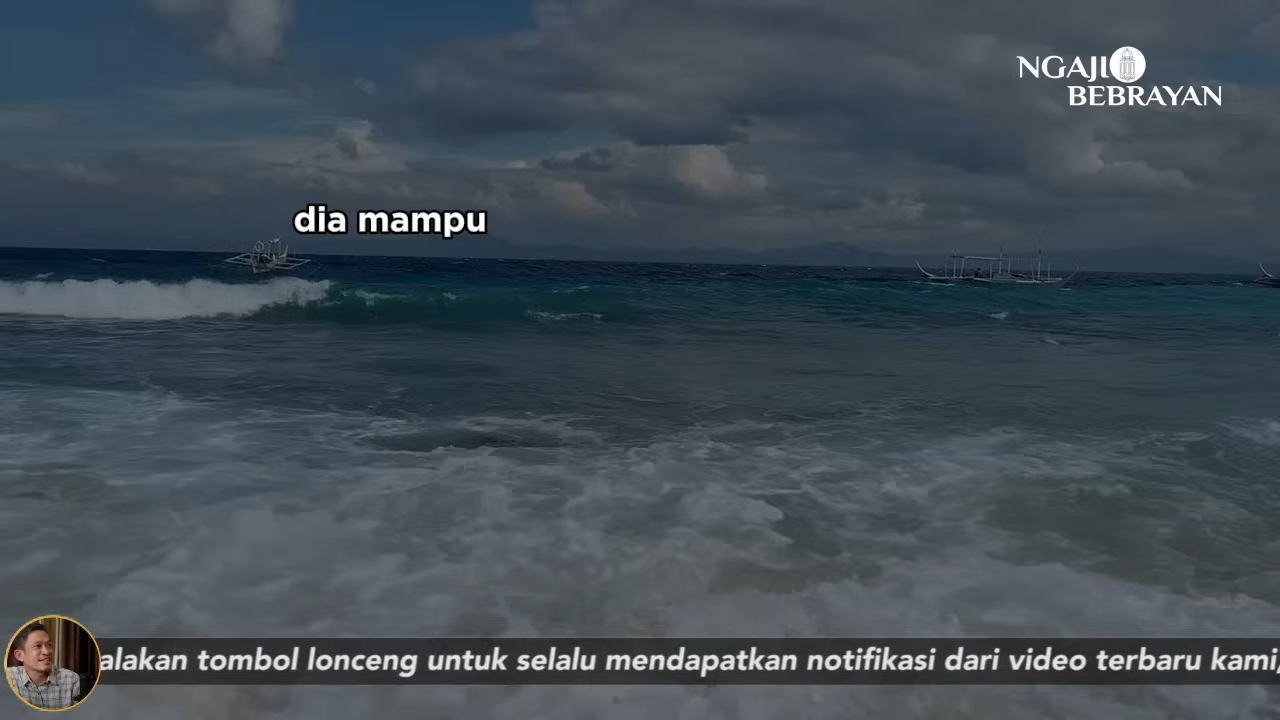 NGAJI
BEBRAYAN
dia mampu
alakan tombol lonceng untuk selalu mendapatkan notifikasi dari video terbaru kami,